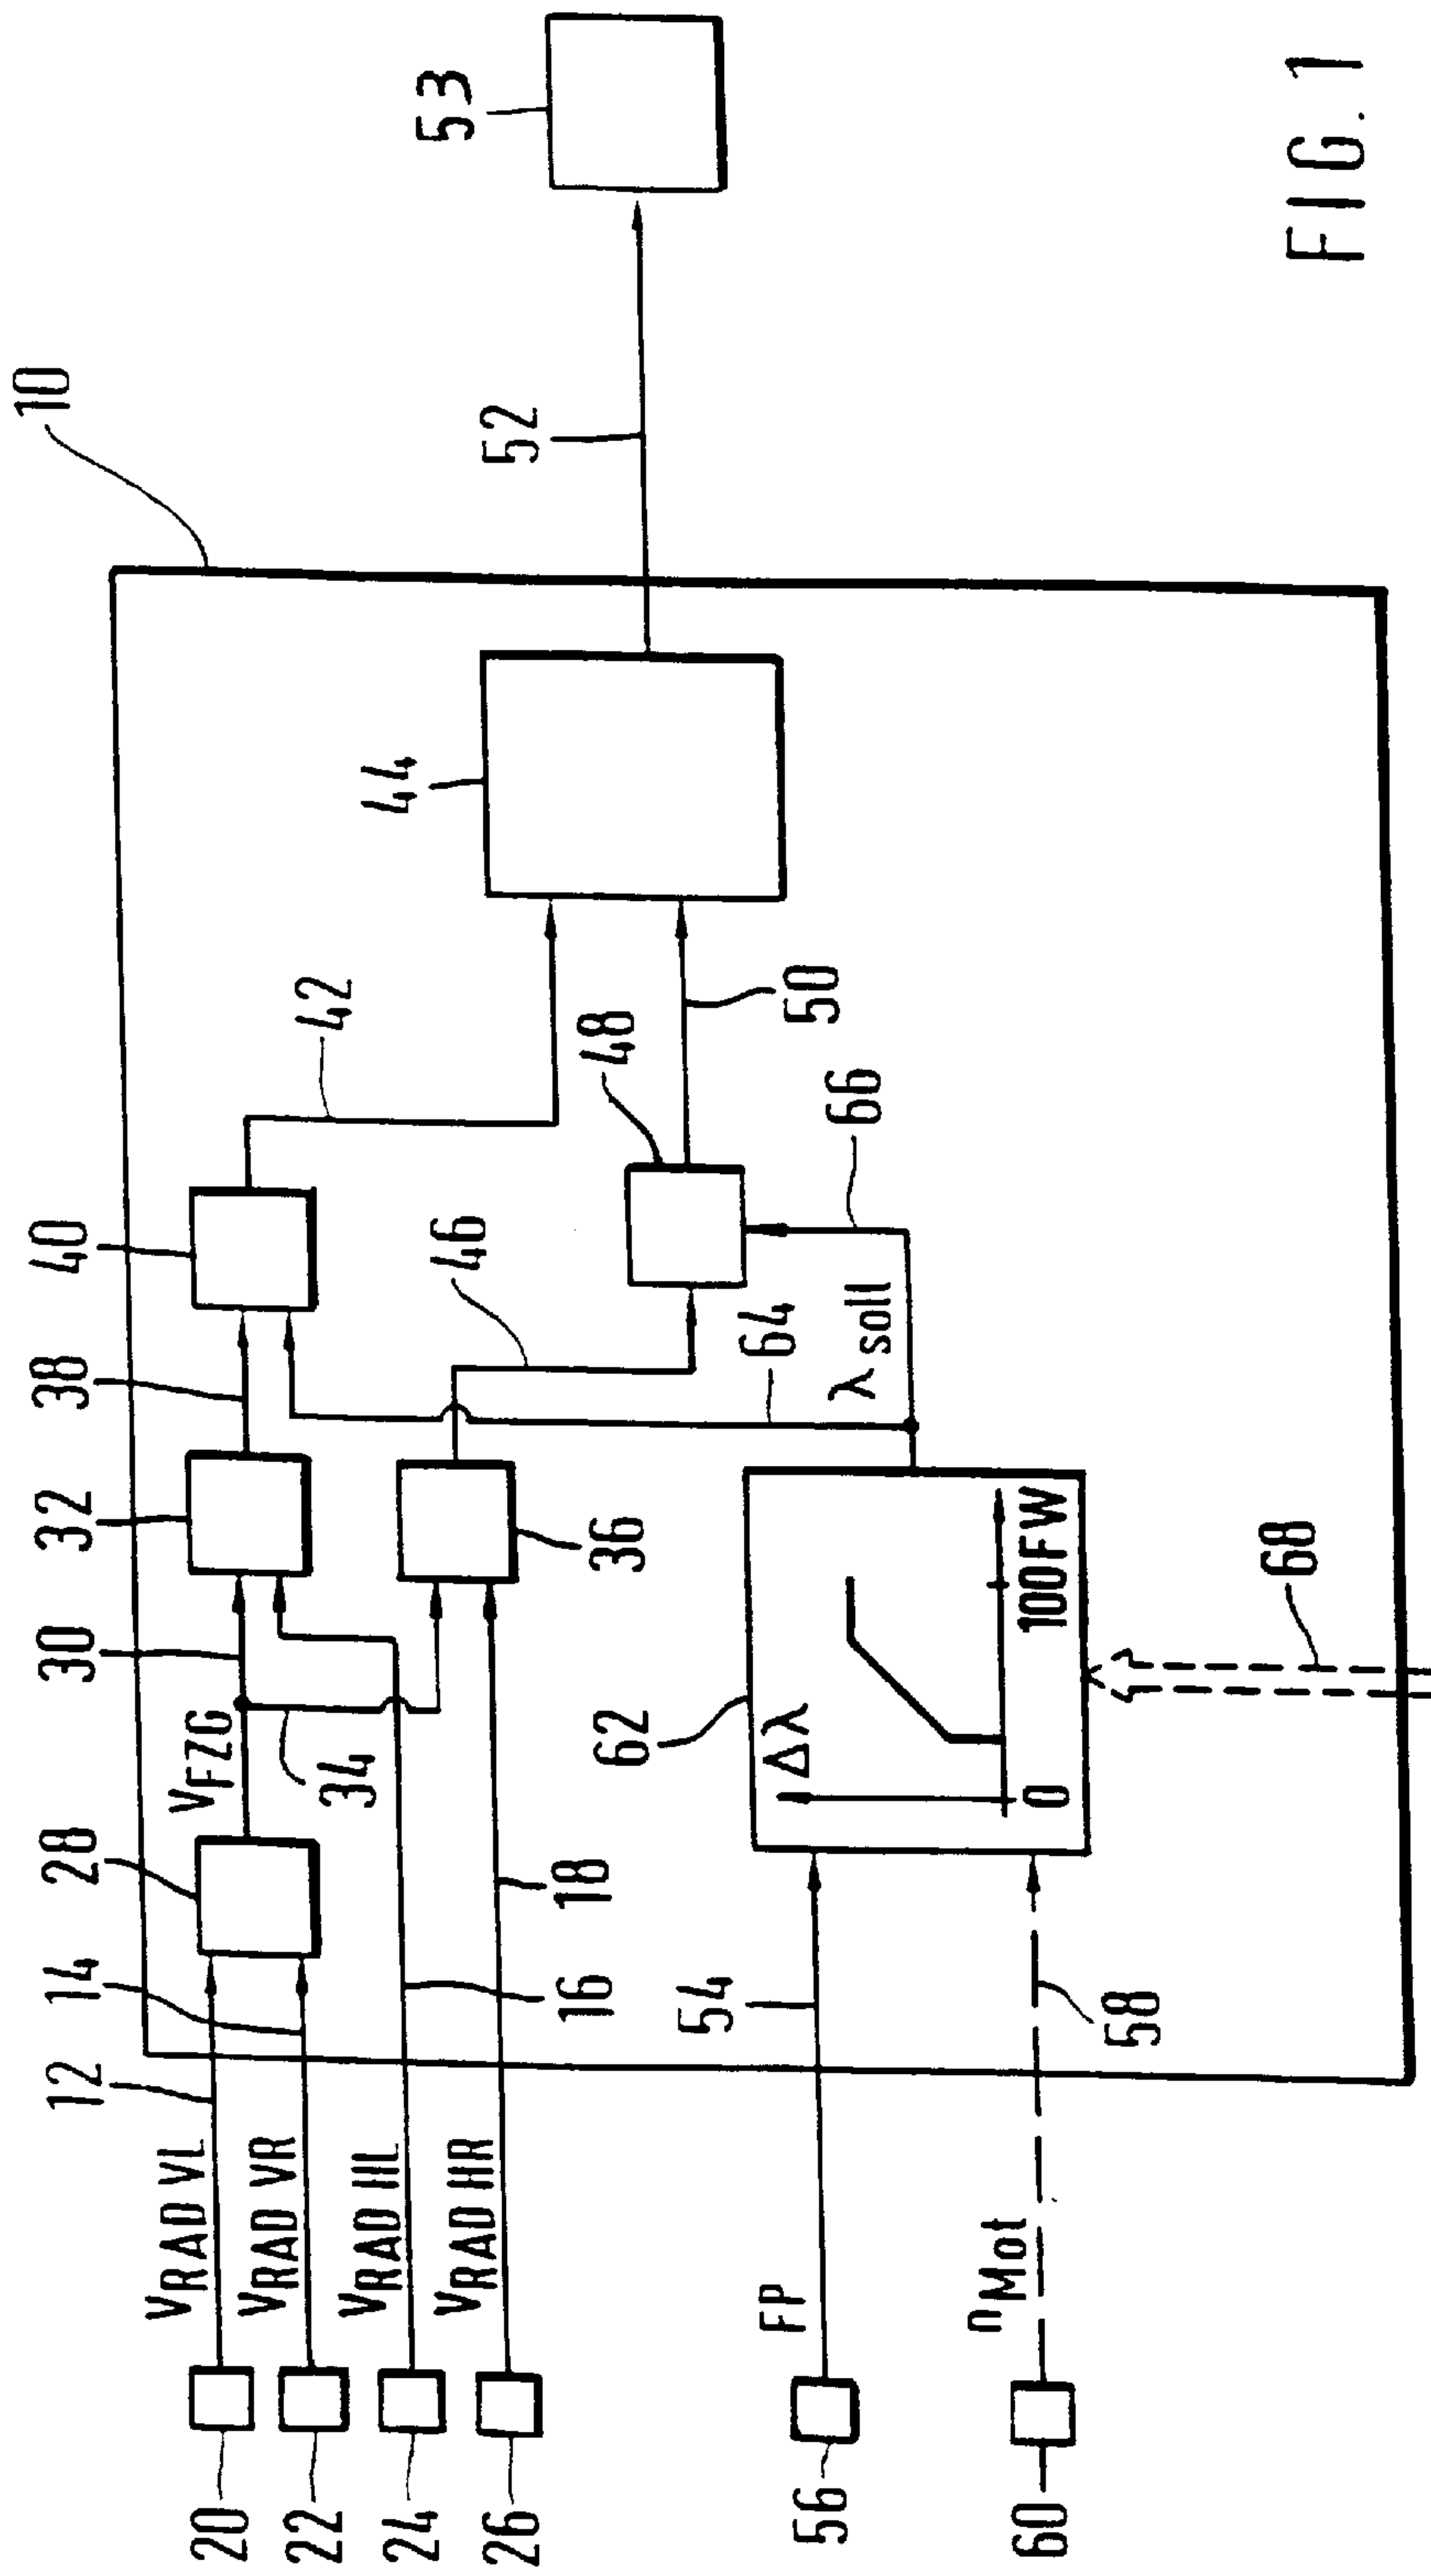 10
12
14
28
V FZG
30
32
38
40
42
34
20
V RAD VL
22
V RAD VR
24
V RAD HL
26
V RAD HR
16
18
36
46
48
44
50
52
53
56
FP
54
62
Δλ
0
100 FW
64
λ soll
66
60
n Mot
58
68
FIG. 1